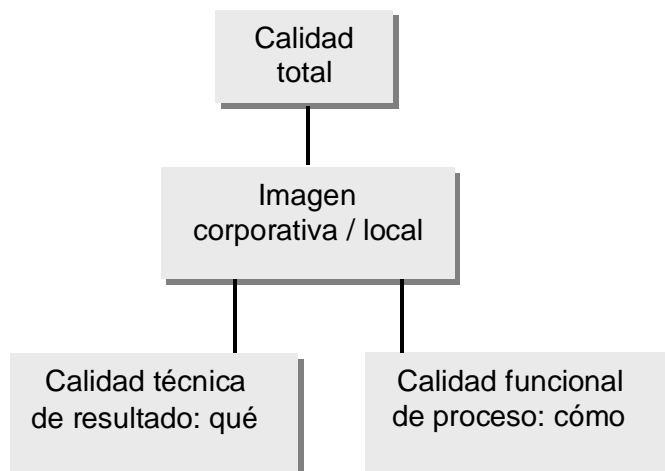 Calidad
total
Imagen
corporativa / local
Calidad técnica
de resultado: qué
Calidad funcional
de proceso: cómo